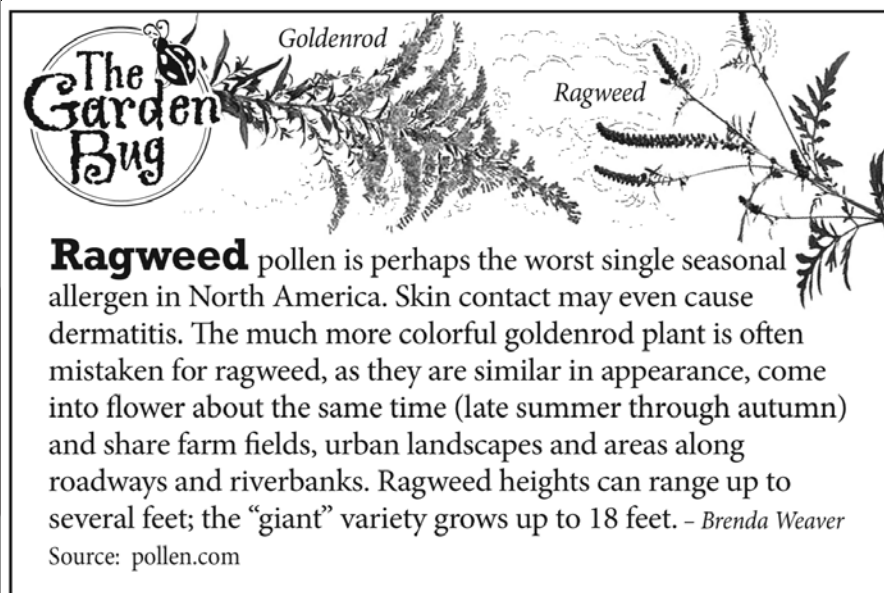 The
Garden
Bug
Goldenrod
Ragweed
Ragweed pollen is perhaps the worst single seasonal
allergen in North America. Skin contact may even cause
dermatitis. The much more colorful goldenrod plant is often
mistaken for ragweed, as they are similar in appearance, come
into flower about the same time (late summer through autumn)
and share farm fields, urban landscapes and areas along
roadways and riverbanks. Ragweed heights can range up to
several feet; the “giant” variety grows up to 18 feet. – Brenda Weaver
Source: pollen.com